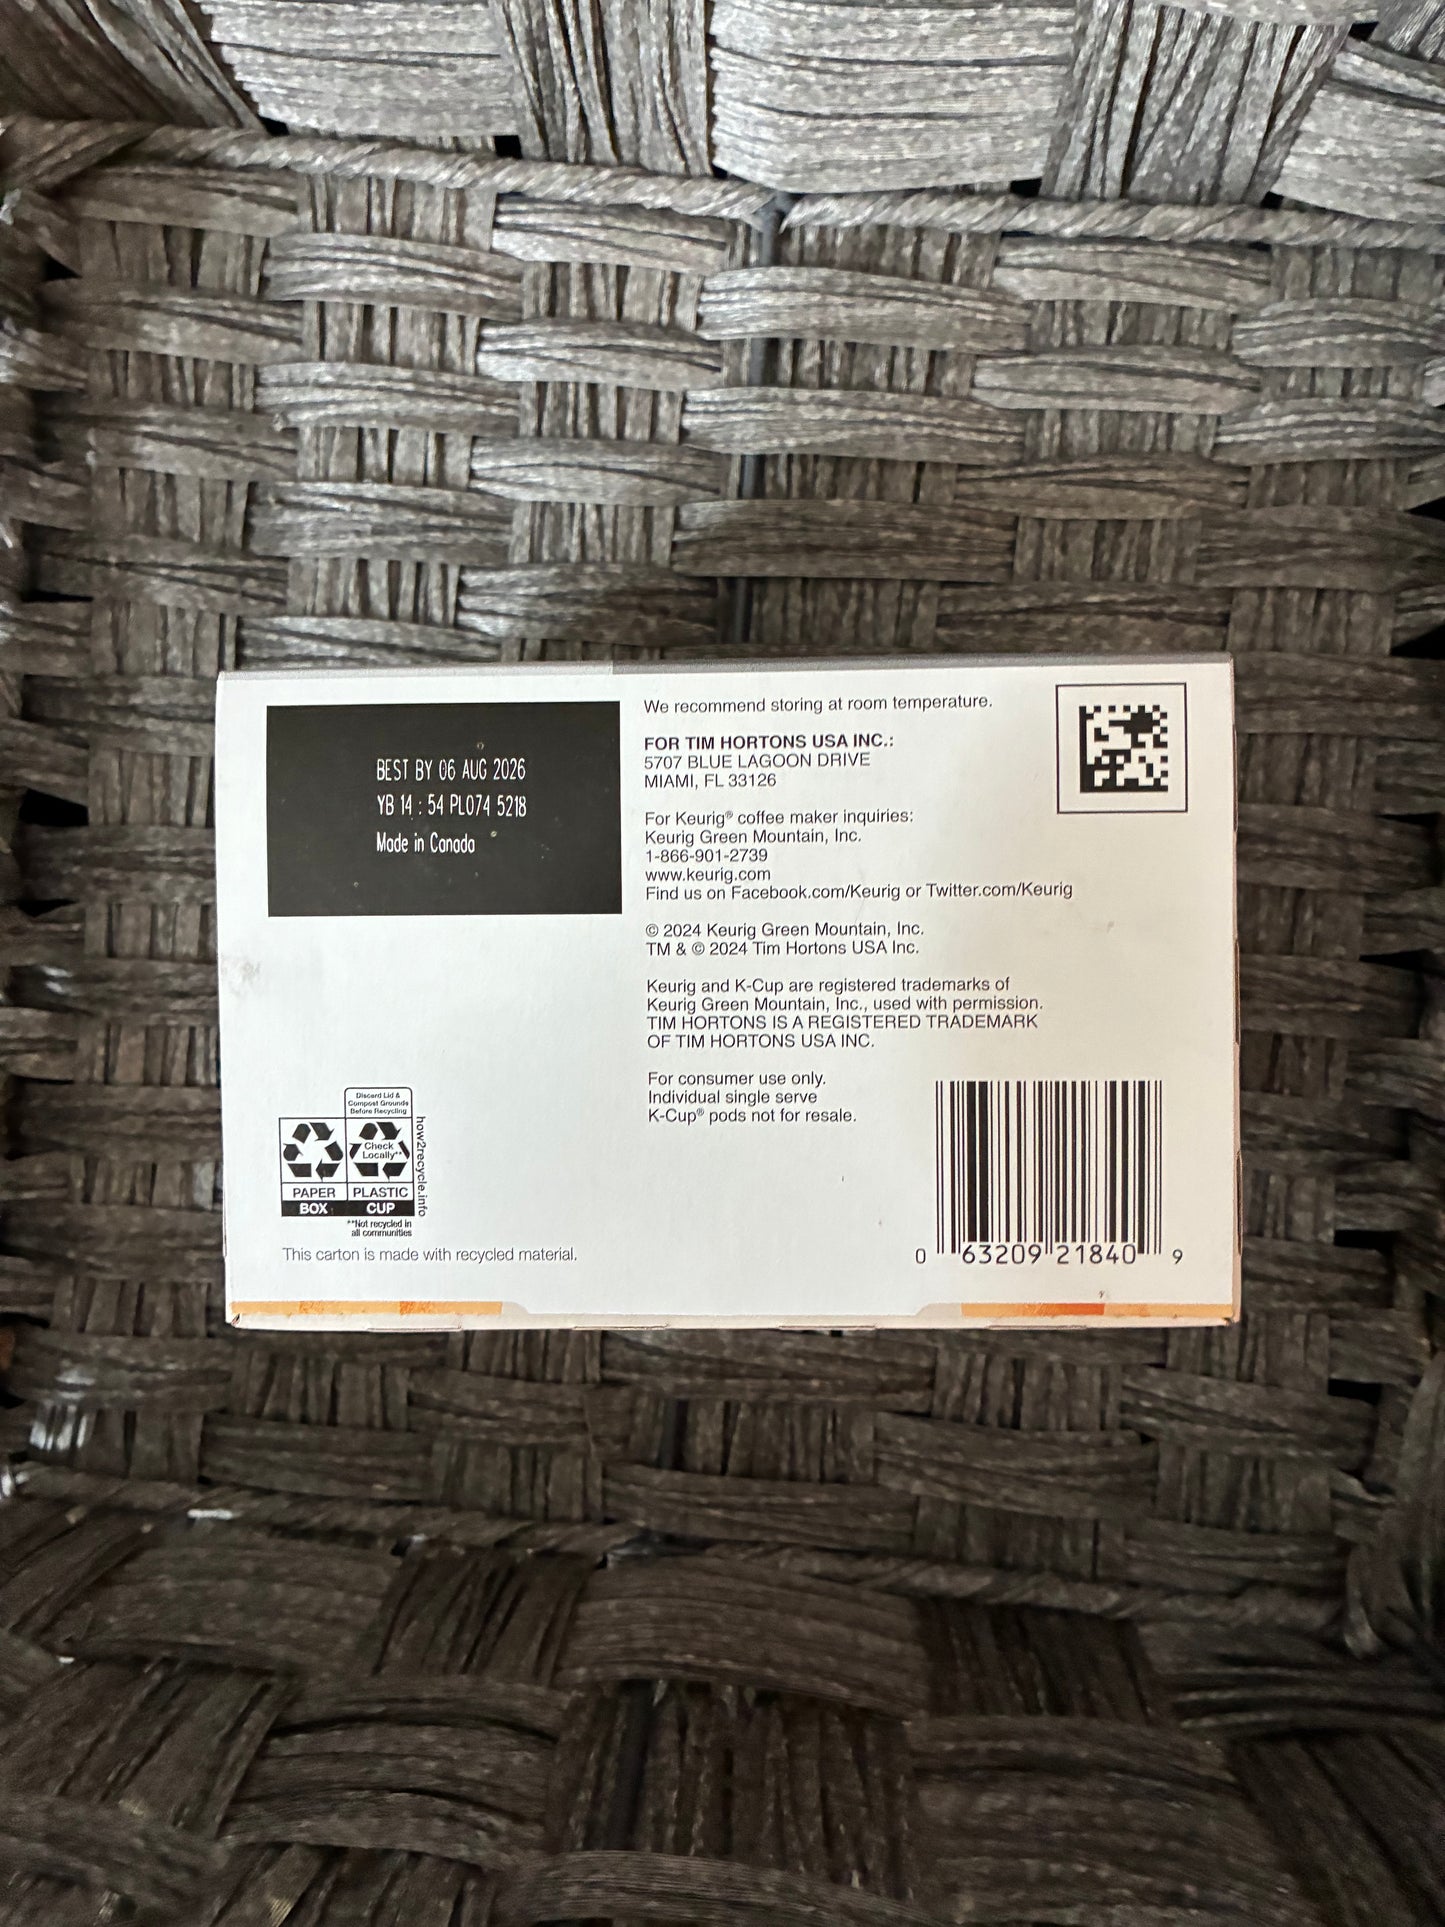 BEST BY 06 AUG 2026
YB 14 : 54 PL074 5218
Made in Canada
We recommend storing at room temperature.
FOR TIM HORTONS USA INC.:
5707 BLUE LAGOON DRIVE
MIAMI, FL 33126
For Keurig® coffee maker inquiries:
Keurig Green Mountain, Inc.
1-866-901-2739
www.keurig.com
Find us on Facebook.com/Keurig or Twitter.com/Keurig
© 2024 Keurig Green Mountain, Inc.
TM & © 2024 Tim Hortons USA Inc.
Keurig and K-Cup are registered trademarks of
Keurig Green Mountain, Inc., used with permission.
TIM HORTONS IS A REGISTERED TRADEMARK
OF TIM HORTONS USA INC.
For consumer use only.
Individual single serve
K-Cup® pods not for resale.
Discard Lid &
Compost Grounds
Before Recycling
Check
Locally**
PAPER
BOX
PLASTIC
CUP
how2recycle.info
**Not recycled in
all communities
This carton is made with recycled material.
0 63209 21840 9